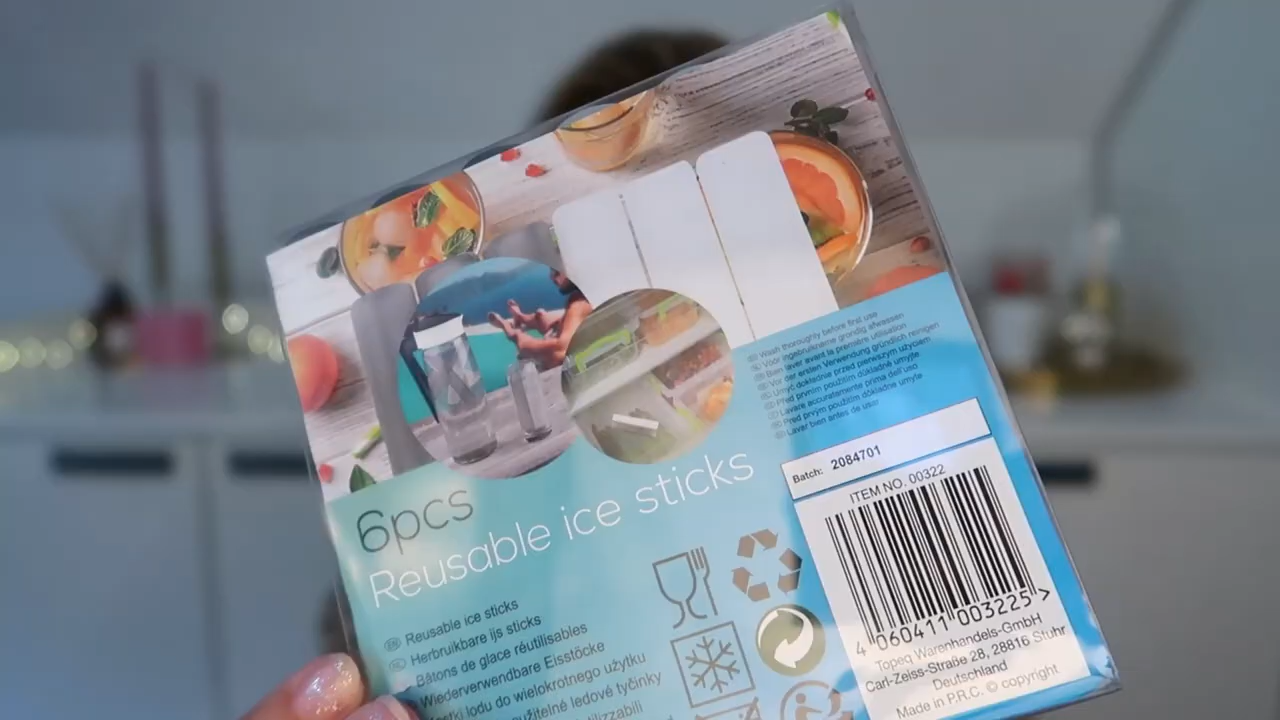 Wash thoroughly before first use
Vóór ingebruikname grondig afwassen
Bien laver avant la première utilisation
Vor der ersten Verwendung gründlich reinigen
Umyć dokładnie przed pierwszym użyciem
Před prvním použitím důkladně umyjte
Lavare accuratamente prima dell'uso
Pred prvým použitím dôkladne umyte
Lavar bien antes de usar
Batch: 2084701
ITEM NO. 00322
4 060411 003225 >
Topeq Warenhandels-GmbH
Carl-Zeiss-Straße 28, 28816 Stuhr
Deutschland
Made in P.R.C. © copyright
6pcs
Reusable ice sticks
Reusable ice sticks
Herbruikbare ijs sticks
Bâtons de glace réutilisables
Wiederverwendbare Eisstöcke
lodu do wielokrotnego użytku
ledové tyčinky